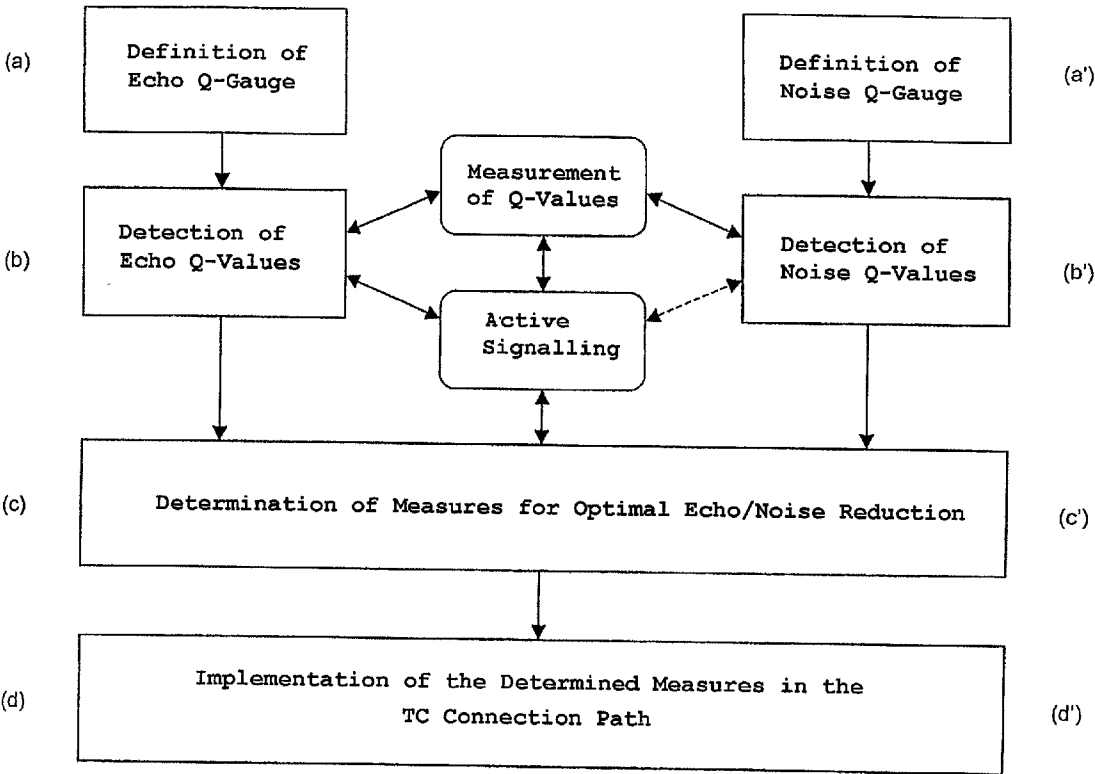 (a)
Definition of
Echo Q-Gauge
Definition of
Noise Q-Gauge
(a')
Measurement
of Q-Values
(b)
Detection of
Echo Q-Values
Detection of
Noise Q-Values
(b')
Active
Signalling
(c)
Determination of Measures for Optimal Echo/Noise Reduction
(c')
(d)
Implementation of the Determined Measures in the
TC Connection Path
(d')